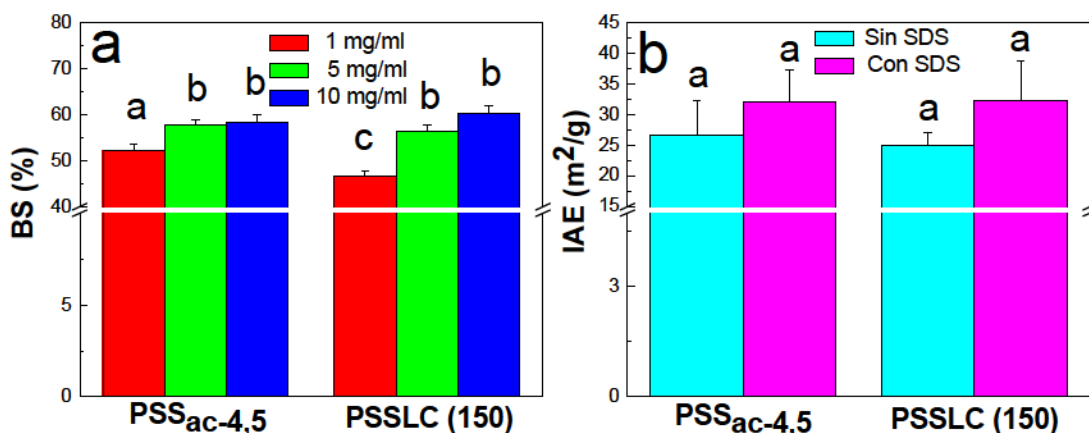 a
BS (%)
80
70
60
50
40
5
0
1 mg/ml
5 mg/ml
10 mg/ml
a
b
b
c
b
b
PSSac-4,5
PSSLC (150)
b
IAE (m²/g)
45
40
35
30
25
20
15
3
0
Sin SDS
Con SDS
a
a
a
a
PSSac-4,5
PSSLC (150)